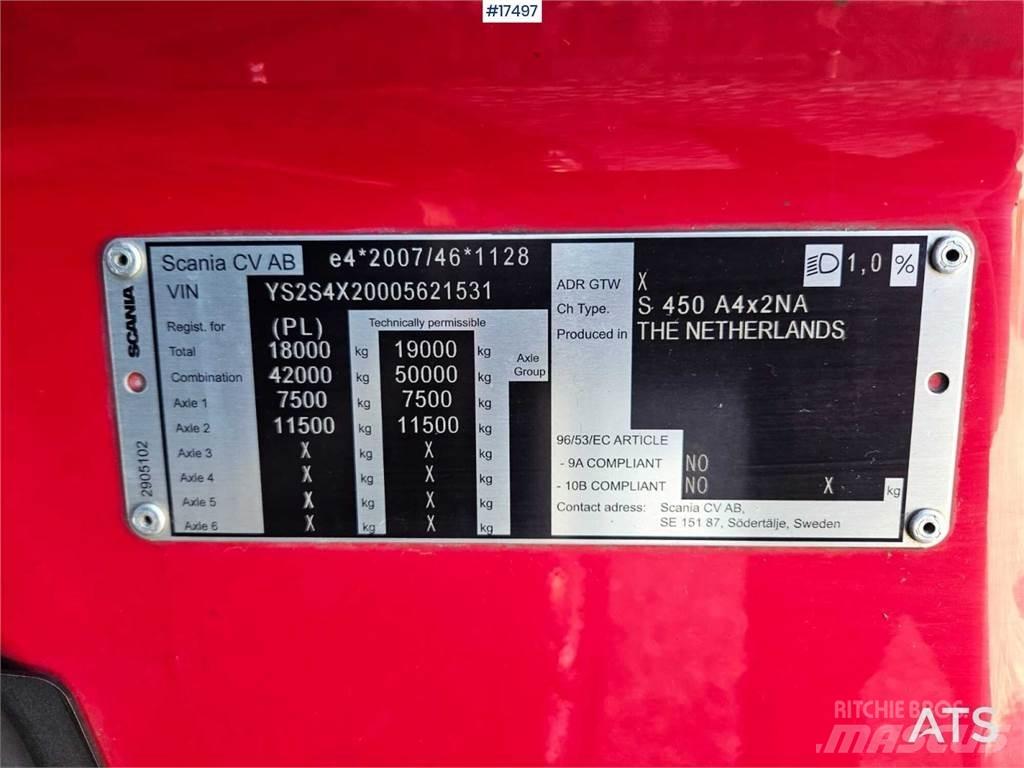 #17497
Scania CV AB e4*2007/46*1128
VIN YS2S4X20005621531
Regist. for (PL) Technically permissible
Total 18000 kg 19000 kg Axle Group
Combination 42000 kg 50000 kg
Axle 1 7500 kg 7500 kg
Axle 2 11500 kg 11500 kg
Axle 3 X kg X kg
Axle 4 X kg X kg
Axle 5 X kg X kg
Axle 6 X kg X kg
SCANIA
2905102
1,0 %
ADR GTW X
Ch Type. S 450 A4x2NA
Produced in THE NETHERLANDS
96/53/EC ARTICLE
- 9A COMPLIANT NO
- 10B COMPLIANT NO X kg
Contact adress: Scania CV AB,
SE 151 87, Södertälje, Sweden
RITCHIE BROS.
MASCUS
ATS